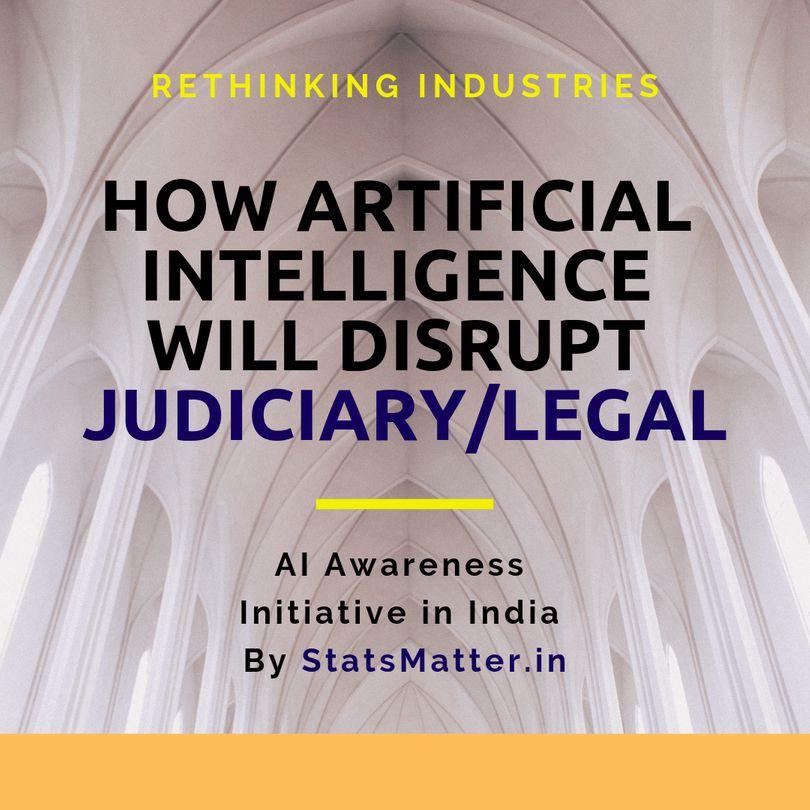 RETHINKING INDUSTRIES
HOW ARTIFICIAL
INTELLIGENCE
WILL DISRUPT
JUDICIARY/LEGAL
AI Awareness
Initiative in India
By StatsMatter.in